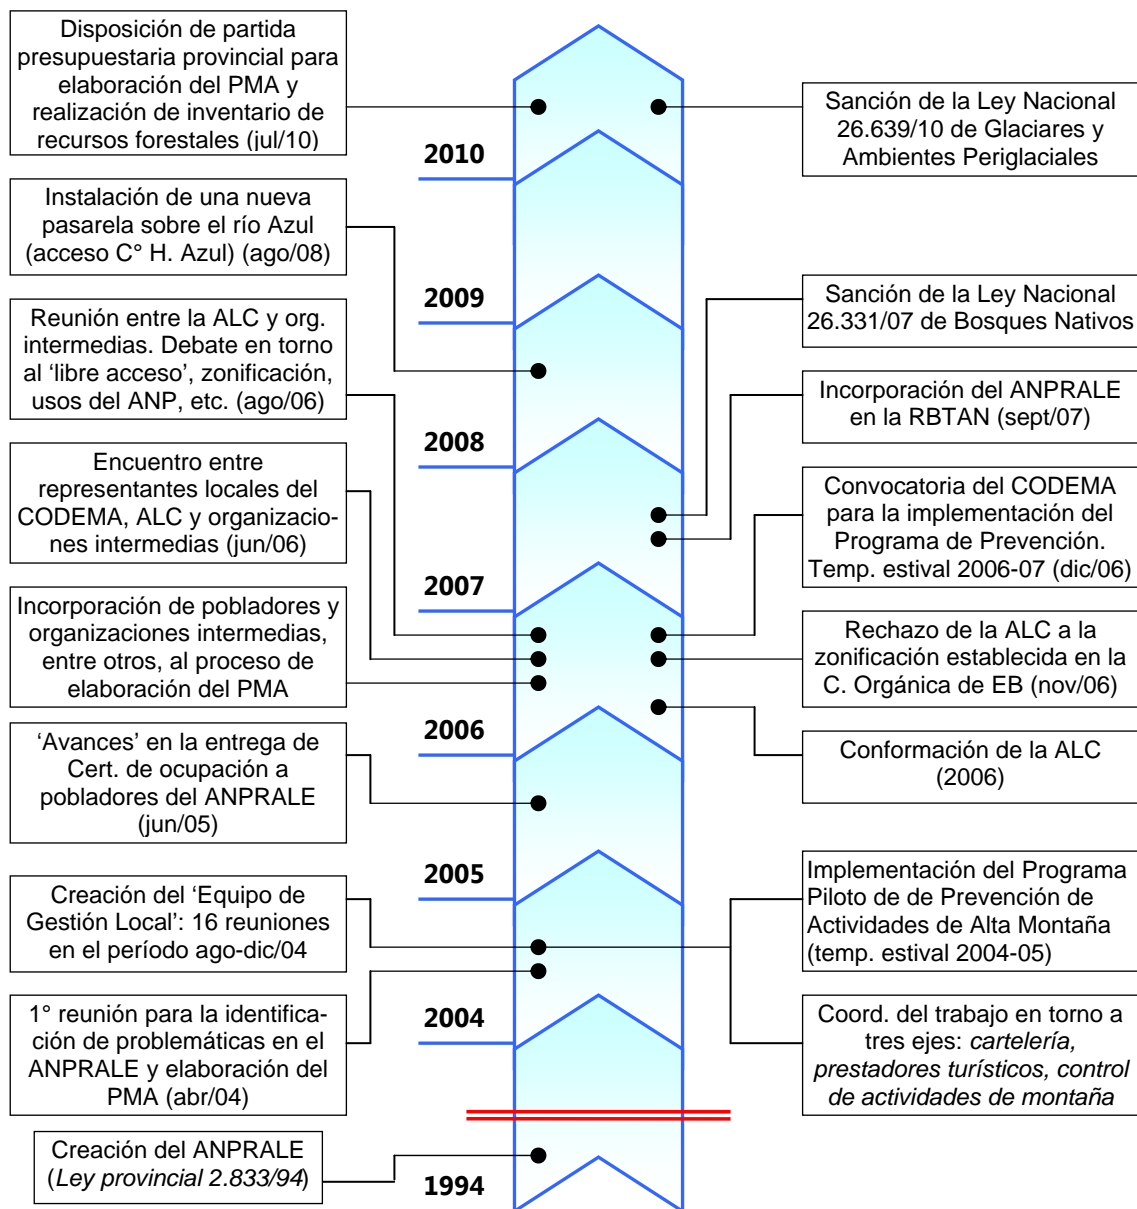 Disposición de partida
presupuestaria provincial para
elaboración del PMA y
realización de inventario de
recursos forestales (jul/10)
Instalación de una nueva
pasarela sobre el río Azul
(acceso C° H. Azul) (ago/08)
Reunión entre la ALC y org.
intermedias. Debate en torno
al ‘libre acceso’, zonificación,
usos del ANP, etc. (ago/06)
Encuentro entre
representantes locales del
CODEMA, ALC y organizacio-
nes intermedias (jun/06)
Incorporación de pobladores y
organizaciones intermedias,
entre otros, al proceso de
elaboración del PMA
‘Avances’ en la entrega de
Cert. de ocupación a
pobladores del ANPRALE
(jun/05)
Creación del ‘Equipo de
Gestión Local’: 16 reuniones
en el período ago-dic/04
1° reunión para la identifica-
ción de problemáticas en el
ANPRALE y elaboración del
PMA (abr/04)
Creación del ANPRALE
(Ley provincial 2.833/94)
2010
2009
2008
2007
2006
2005
2004
1994
Sanción de la Ley Nacional
26.639/10 de Glaciares y
Ambientes Periglaciales
Sanción de la Ley Nacional
26.331/07 de Bosques Nativos
Incorporación del ANPRALE
en la RBTAN (sept/07)
Convocatoria del CODEMA
para la implementación del
Programa de Prevención.
Temp. estival 2006-07 (dic/06)
Rechazo de la ALC a la
zonificación establecida en la
C. Orgánica de EB (nov/06)
Conformación de la ALC
(2006)
Implementación del Programa
Piloto de de Prevención de
Actividades de Alta Montaña
(temp. estival 2004-05)
Coord. del trabajo en torno a
tres ejes: cartelería,
prestadores turísticos, control
de actividades de montaña